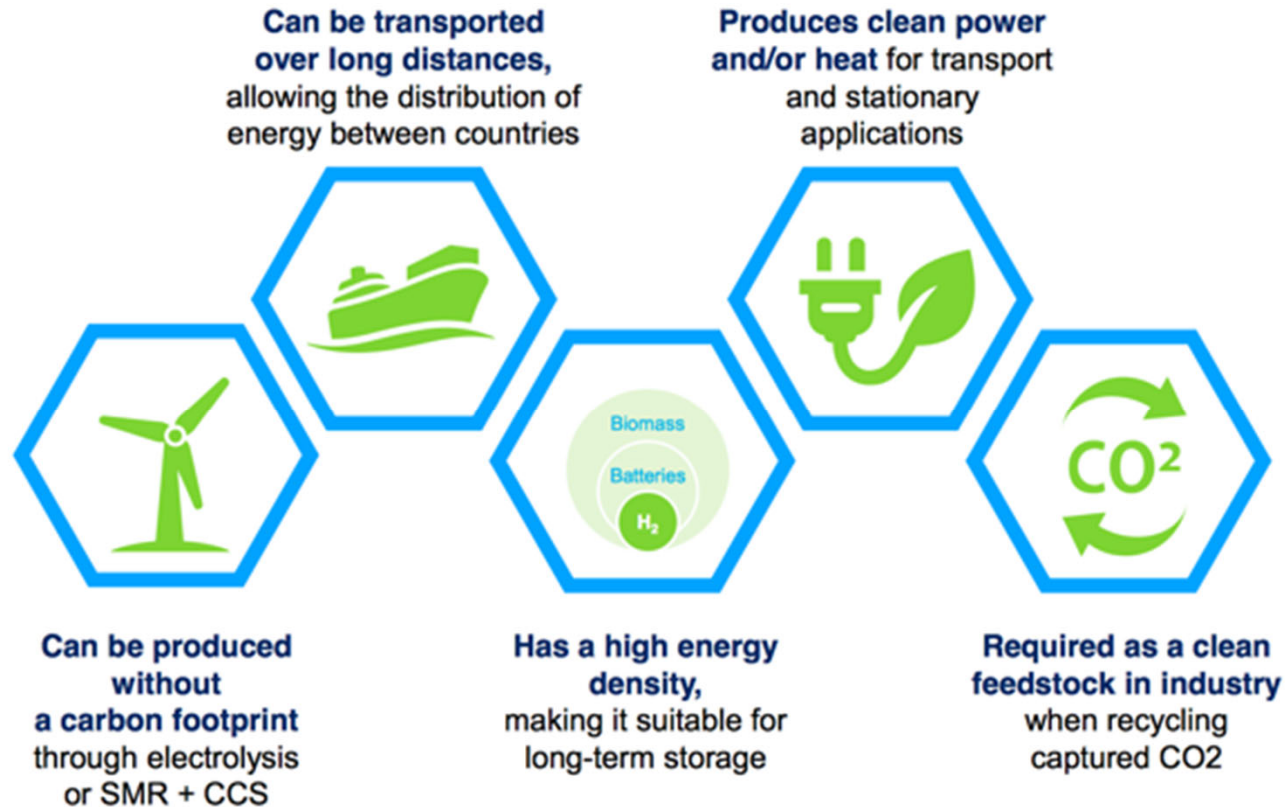 Can be transported
over long distances,
allowing the distribution of
energy between countries
Produces clean power
and/or heat for transport
and stationary
applications
Biomass
Batteries
H₂
CO²
Can be produced
without
a carbon footprint
through electrolysis
or SMR + CCS
Has a high energy
density,
making it suitable for
long-term storage
Required as a clean
feedstock in industry
when recycling
captured CO2